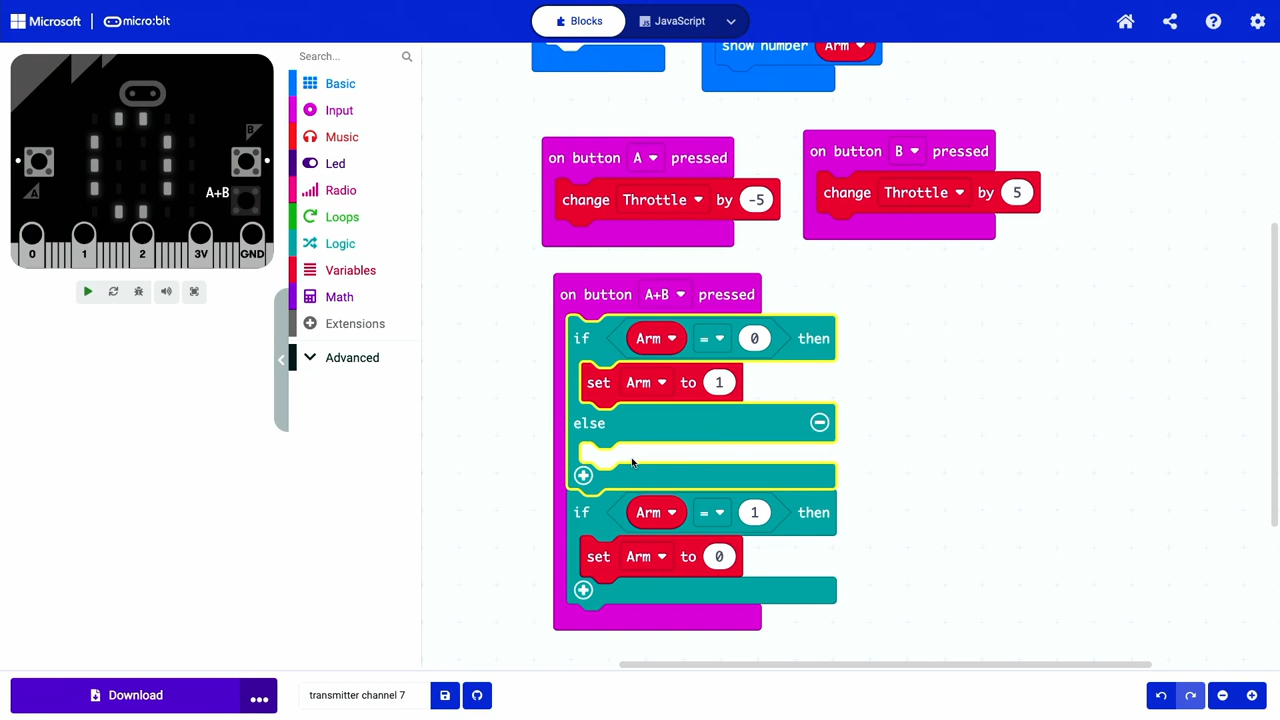 Microsoft micro:bit Blocks JavaScript
Search...
Basic
Input
Music
Led
Radio
Loops
Logic
Variables
Math
Extensions
Advanced
B
A+B
A
0 1 2 3V GND
show number Arm
on button A pressed
change Throttle by -5
on button B pressed
change Throttle by 5
on button A+B pressed
if Arm = 0 then
set Arm to 1
else
if Arm = 1 then
set Arm to 0
Download ... transmitter channel 7